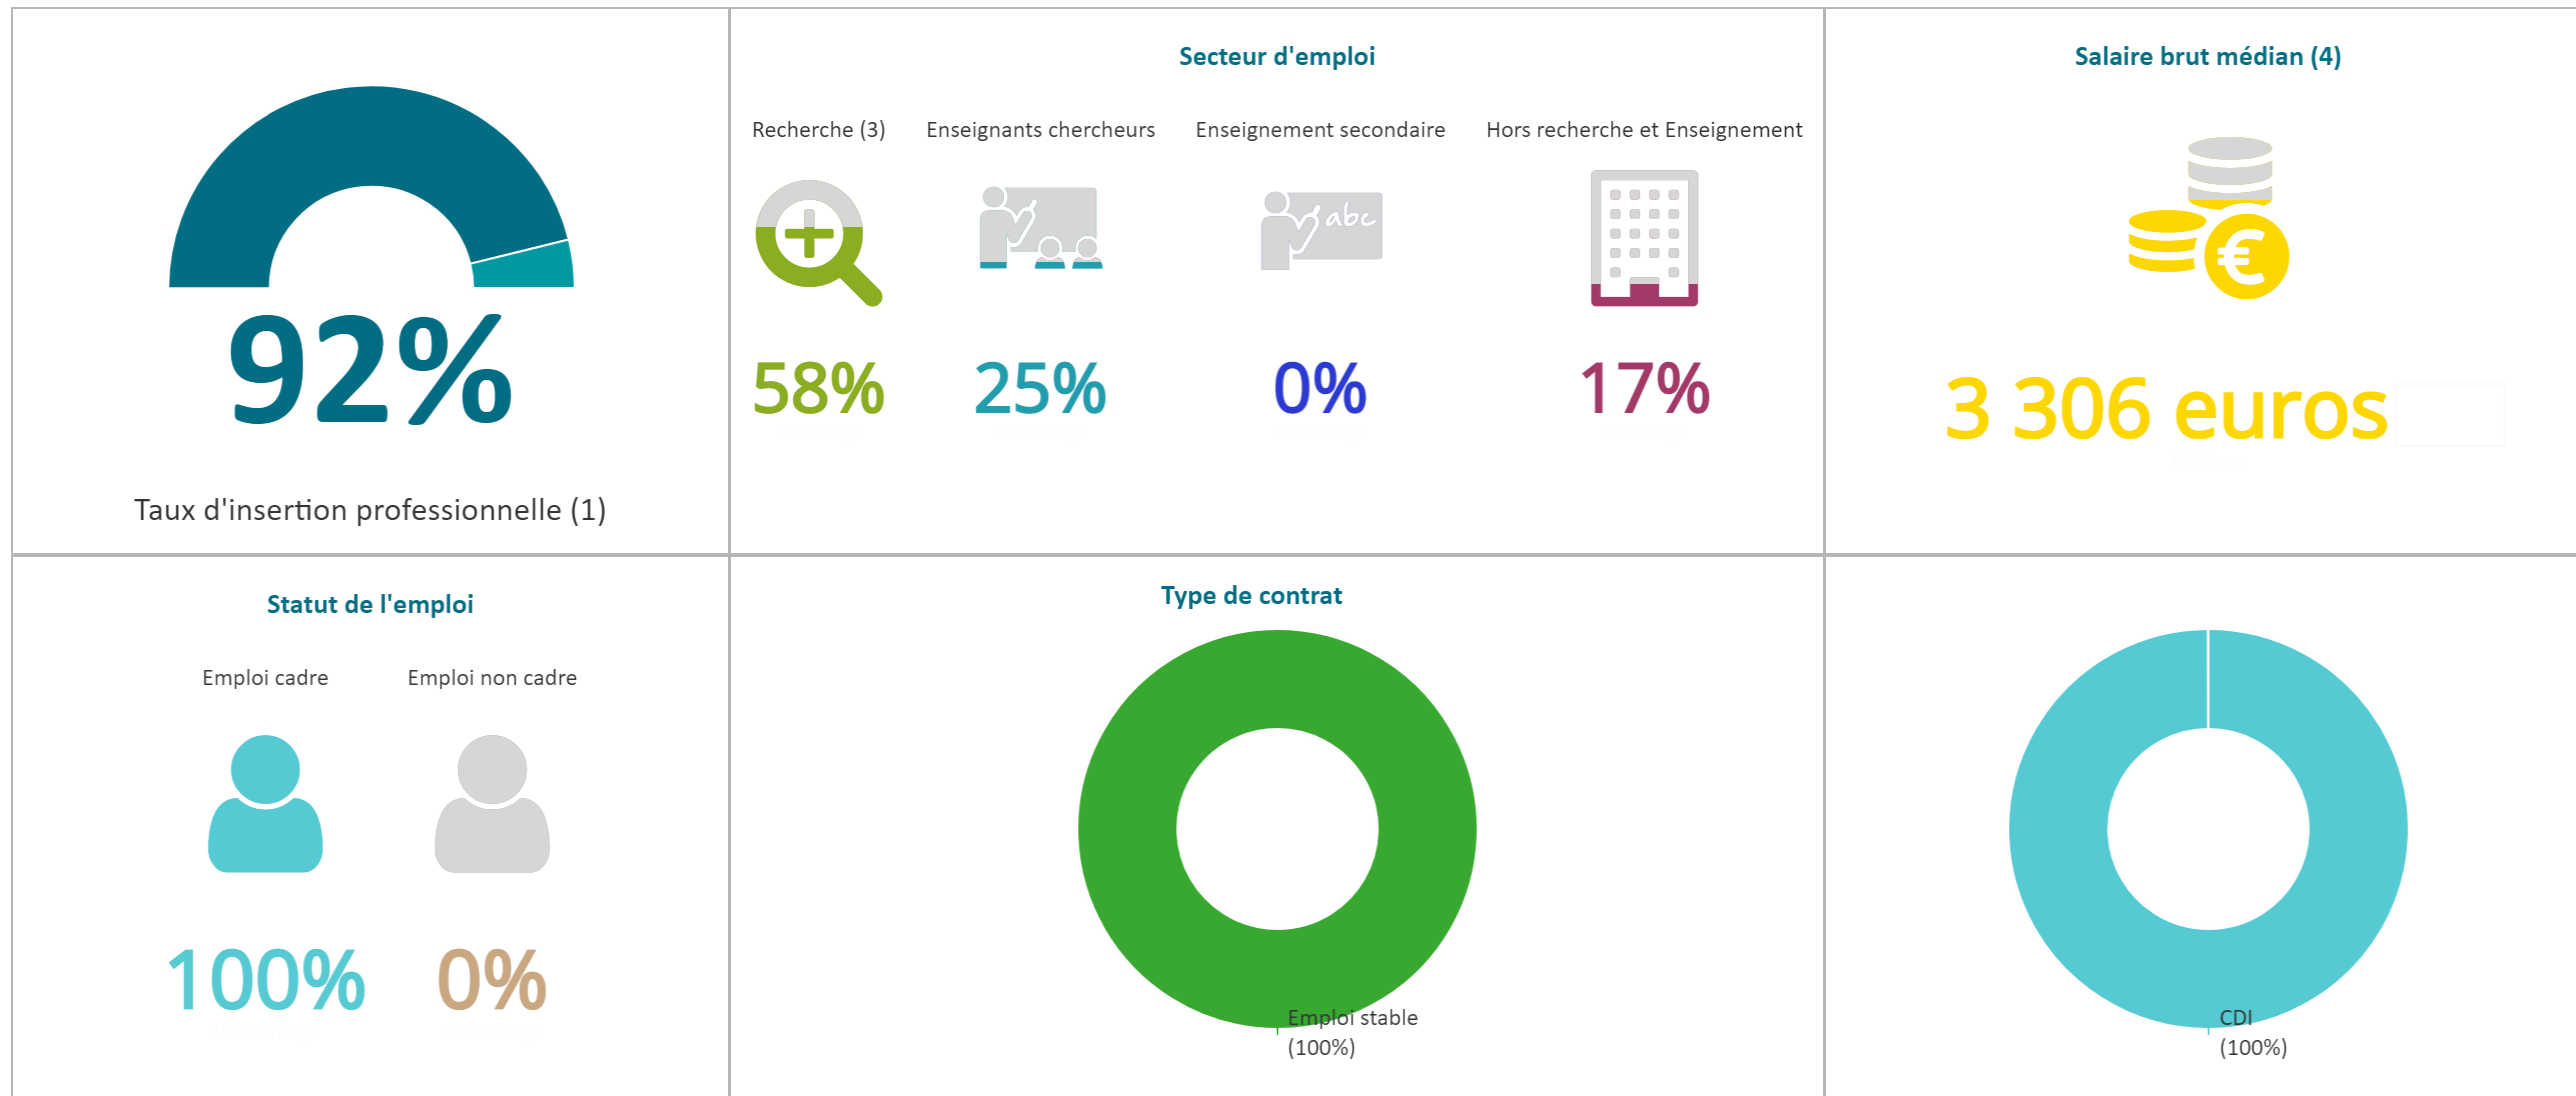 92%
Taux d'insertion professionnelle (1)
Secteur d'emploi
Recherche (3)
Enseignants chercheurs
Enseignement secondaire
Hors recherche et Enseignement
abc
58%
25%
0%
17%
Salaire brut médian (4)
€
3 306 euros
Statut de l'emploi
Emploi cadre
Emploi non cadre
100%
0%
Type de contrat
Emploi stable
(100%)
CDI
(100%)